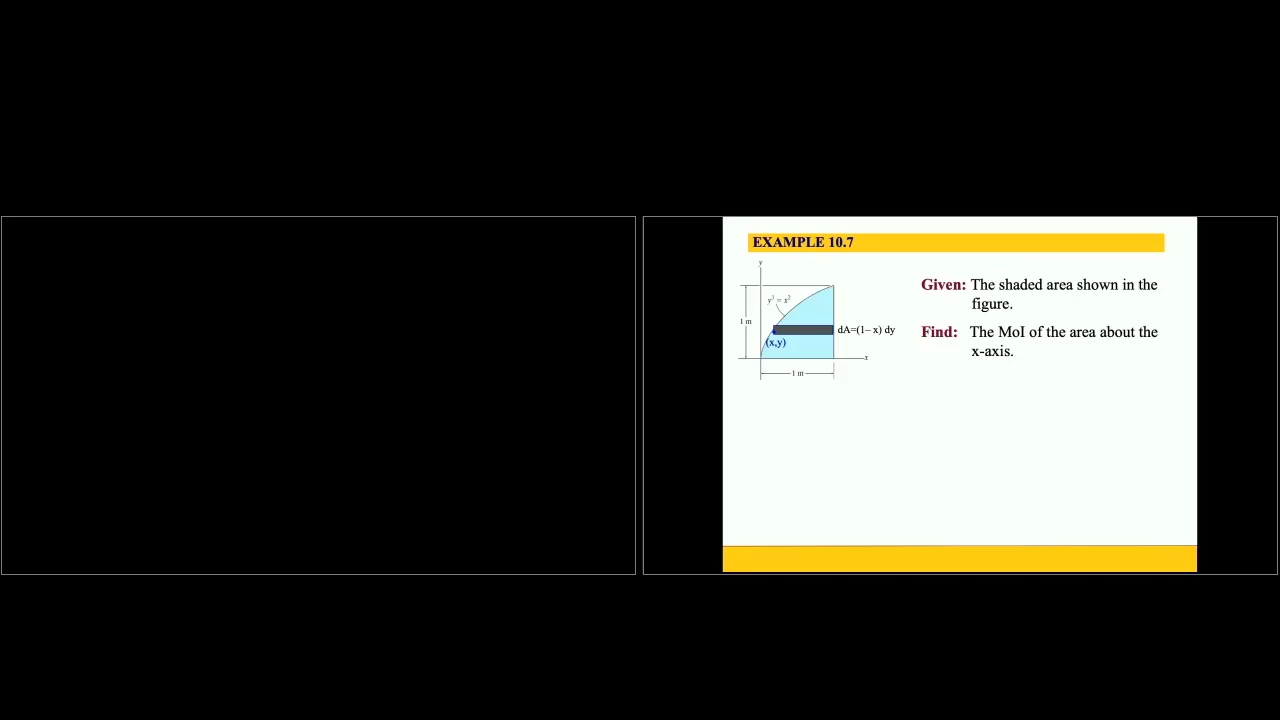 EXAMPLE 10.7
y
y³ = x²
1 m
dA=(1– x) dy
(x,y)
x
1 m
Given: The shaded area shown in the
figure.
Find: The MoI of the area about the
x-axis.